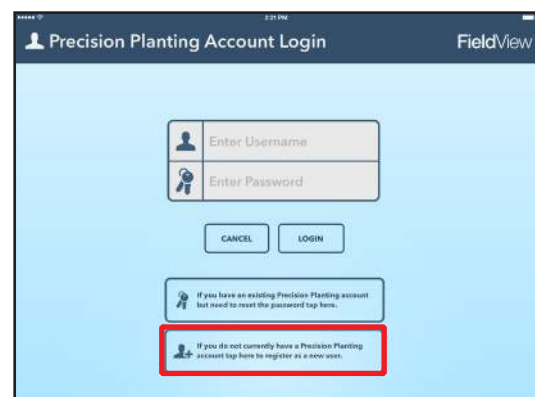 2:21 PM
Precision Planting Account Login
FieldView
Enter Username
Enter Password
CANCEL
LOGIN
If you have an existing Precision Planting account
but need to reset the password tap here.
If you do not currently have a Precision Planting
account tap here to register as a new user.